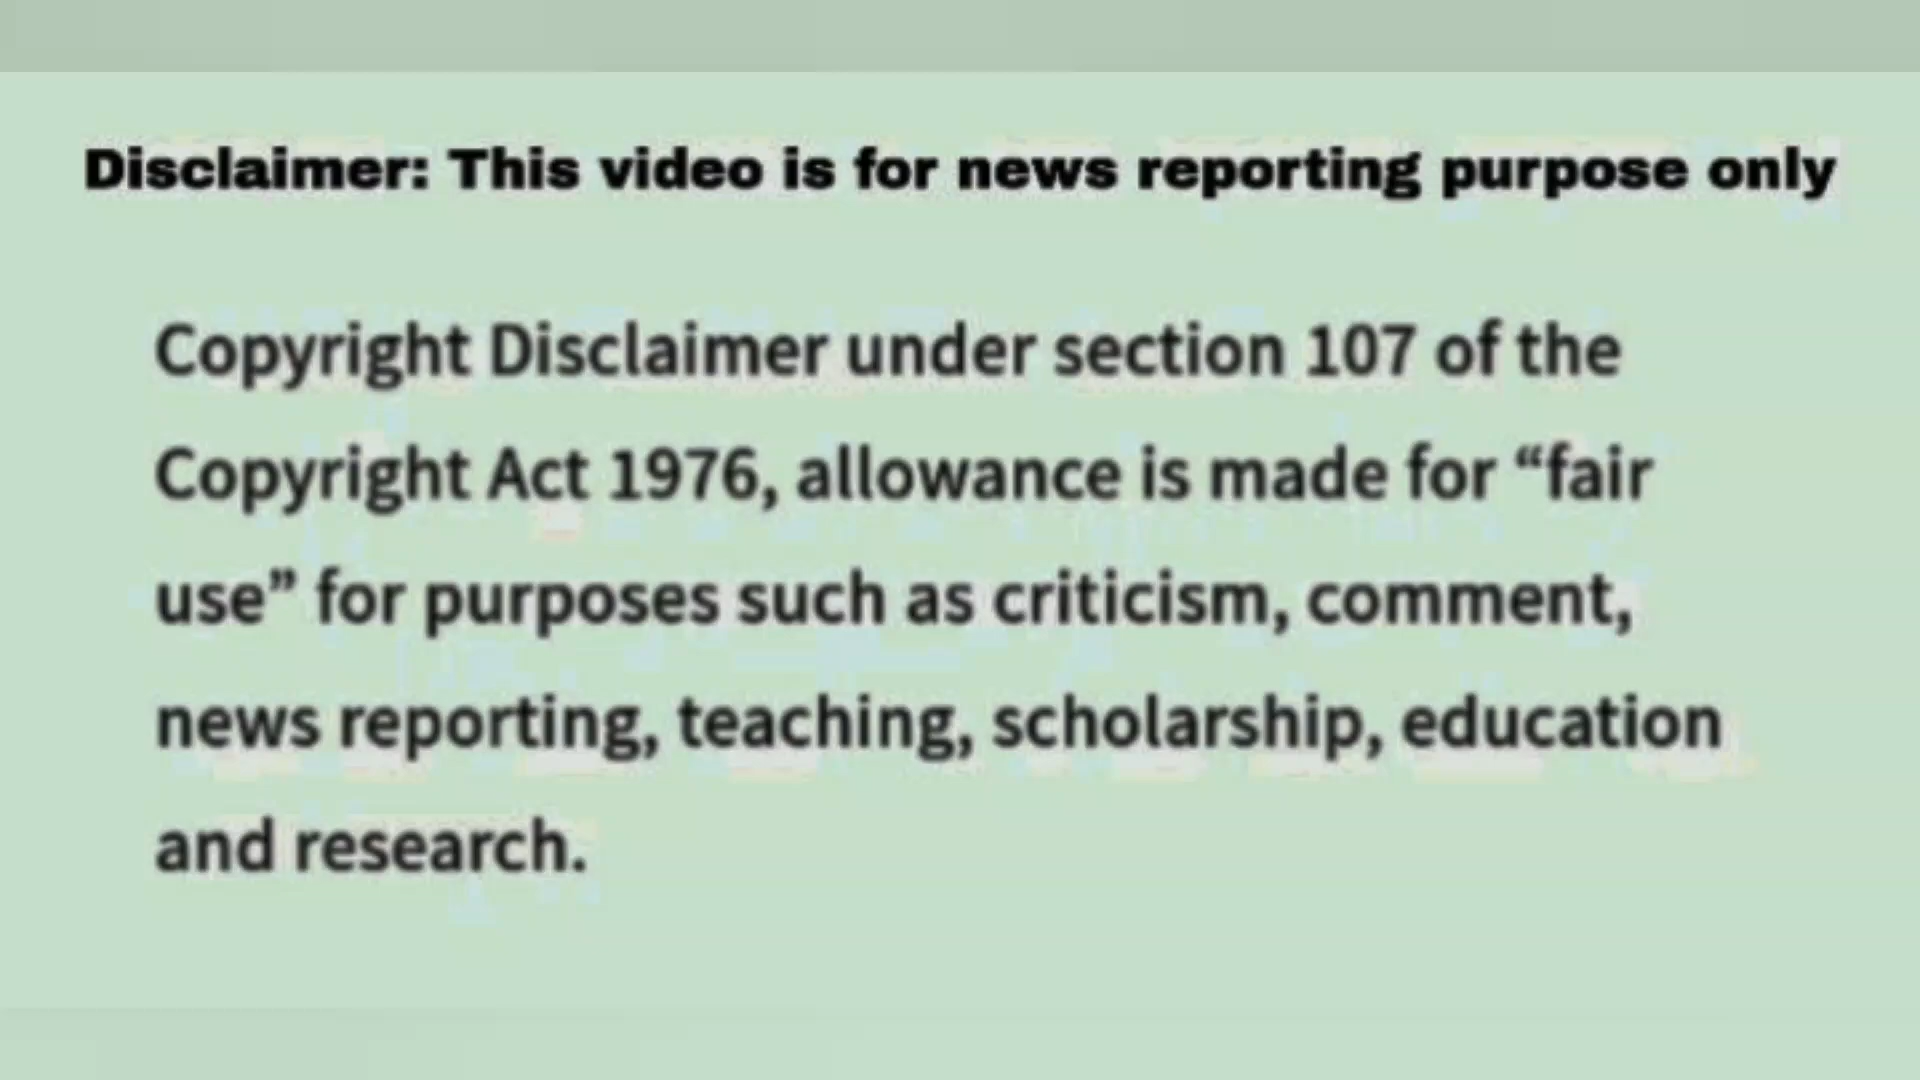 Disclaimer: This video is for news reporting purpose only
Copyright Disclaimer under section 107 of the
Copyright Act 1976, allowance is made for “fair
use” for purposes such as criticism, comment,
news reporting, teaching, scholarship, education
and research.